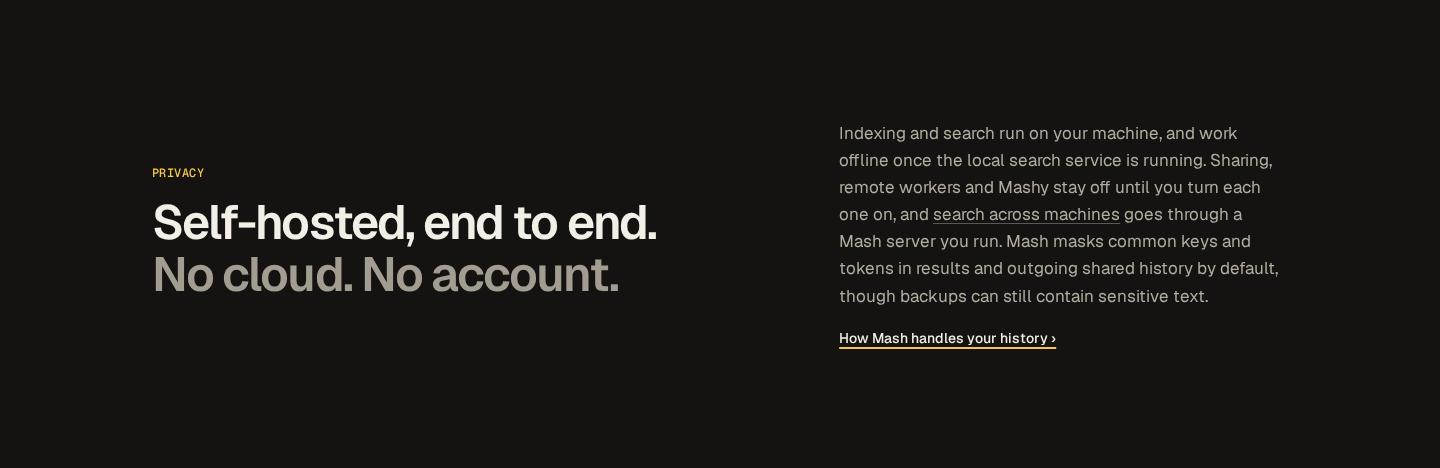 PRIVACY
Self-hosted, end to end.
No cloud. No account.
Indexing and search run on your machine, and work
offline once the local search service is running. Sharing,
remote workers and Mashy stay off until you turn each
one on, and search across machines goes through a
Mash server you run. Mash masks common keys and
tokens in results and outgoing shared history by default,
though backups can still contain sensitive text.
How Mash handles your history ›